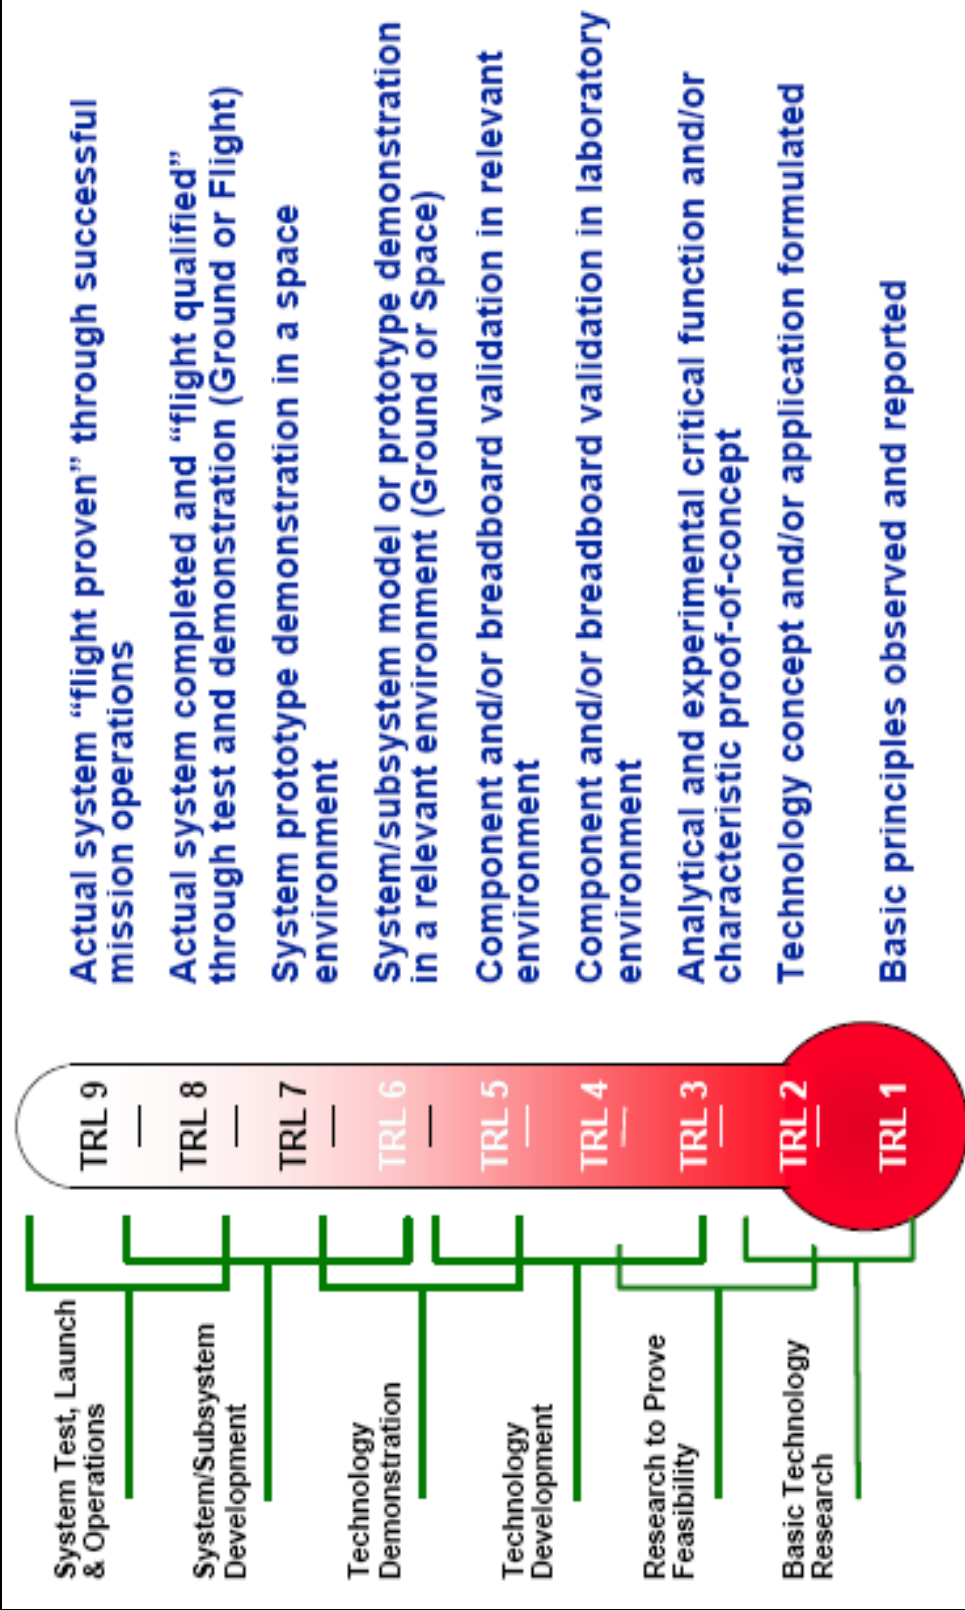 System Test, Launch
& Operations
System/Subsystem
Development
Technology
Demonstration
Technology
Development
Research to Prove
Feasibility
Basic Technology
Research
TRL 9
TRL 8
TRL 7
TRL 6
TRL 5
TRL 4
TRL 3
TRL 2
TRL 1
Actual system “flight proven” through successful
mission operations
Actual system completed and “flight qualified”
through test and demonstration (Ground or Flight)
System prototype demonstration in a space
environment
System/subsystem model or prototype demonstration
in a relevant environment (Ground or Space)
Component and/or breadboard validation in relevant
environment
Component and/or breadboard validation in laboratory
environment
Analytical and experimental critical function and/or
characteristic proof-of-concept
Technology concept and/or application formulated
Basic principles observed and reported